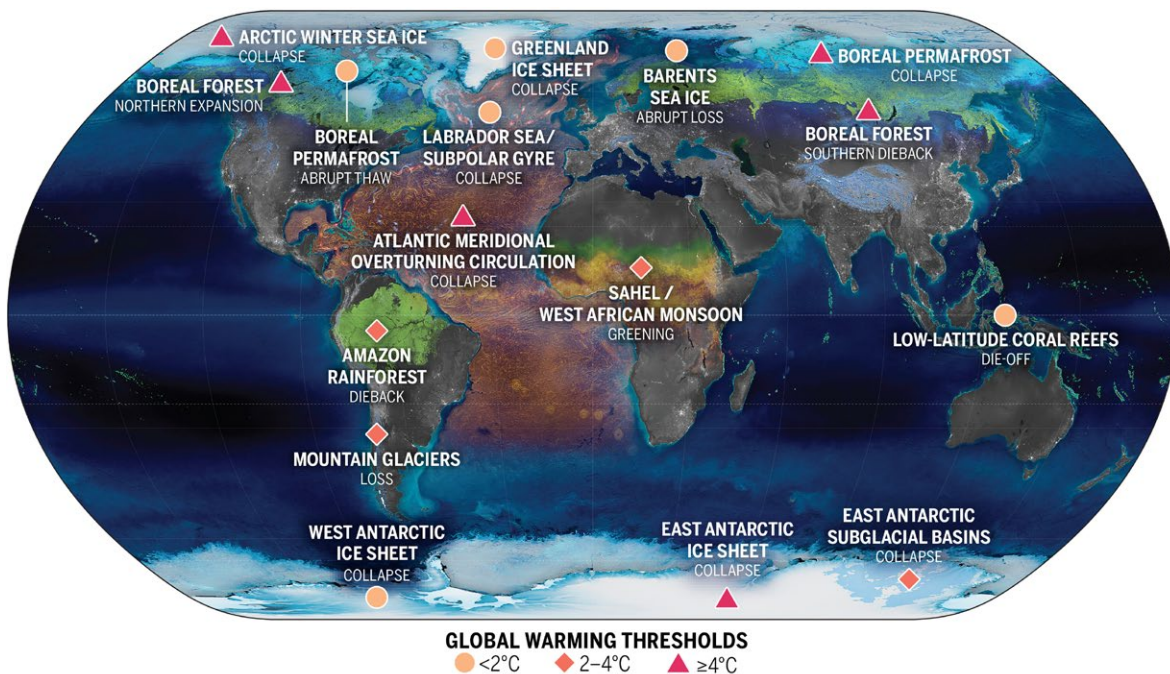 ARCTIC WINTER SEA ICE
COLLAPSE
BOREAL FOREST
NORTHERN EXPANSION
BOREAL
PERMAFROST
ABRUPT THAW
GREENLAND
ICE SHEET
COLLAPSE
LABRADOR SEA/
SUBPOLAR GYRE
COLLAPSE
BARENTS
SEA ICE
ABRUPT LOSS
BOREAL PERMAFROST
COLLAPSE
BOREAL FOREST
SOUTHERN DIEBACK
ATLANTIC MERIDIONAL
OVERTURNING CIRCULATION
COLLAPSE
SAHEL /
WEST AFRICAN MONSOON
GREENING
LOW-LATITUDE CORAL REEFS
DIE-OFF
AMAZON
RAINFOREST
DIEBACK
MOUNTAIN GLACIERS
LOSS
WEST ANTARCTIC
ICE SHEET
COLLAPSE
EAST ANTARCTIC
ICE SHEET
COLLAPSE
EAST ANTARCTIC
SUBGLACIAL BASINS
COLLAPSE
GLOBAL WARMING THRESHOLDS
<2°C 2–4°C ≥4°C